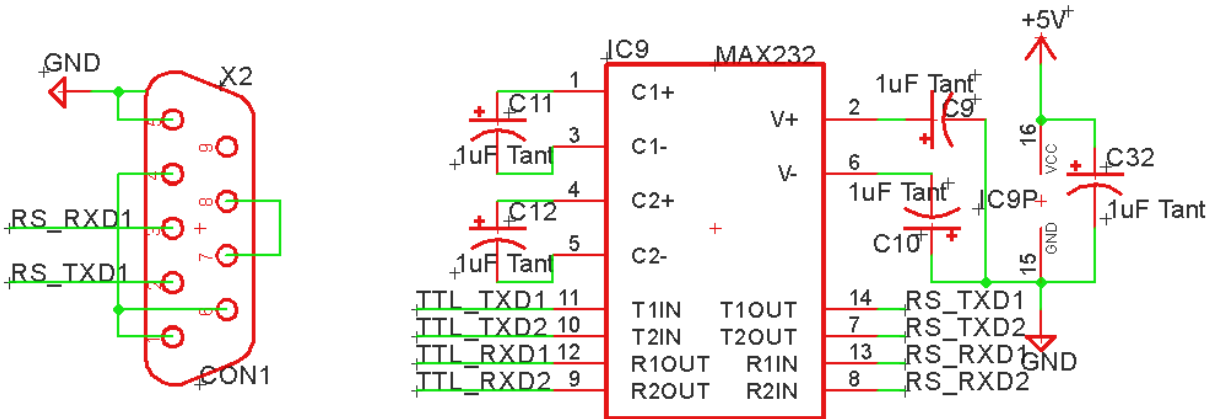 GND
X2
5
9
4
8
RS_RXD1
3
7
RS_TXD1
2
6
1
CON1
IC9
MAX232
1
C1+
C11
3
C1-
1uF Tant
4
C2+
C12
5
C2-
1uF Tant
TTL_TXD1
11
T1IN
TTL_TXD2
10
T2IN
TTL_RXD1
12
R1OUT
TTL_RXD2
9
R2OUT
V+
2
1uF Tant
C9
V-
6
1uF Tant
C10
T1OUT
14
RS_TXD1
T2OUT
7
RS_TXD2
R1IN
13
RS_RXD1
R2IN
8
RS_RXD2
+5V
16
VCC
IC9P
C32
1uF Tant
GND
15
GND